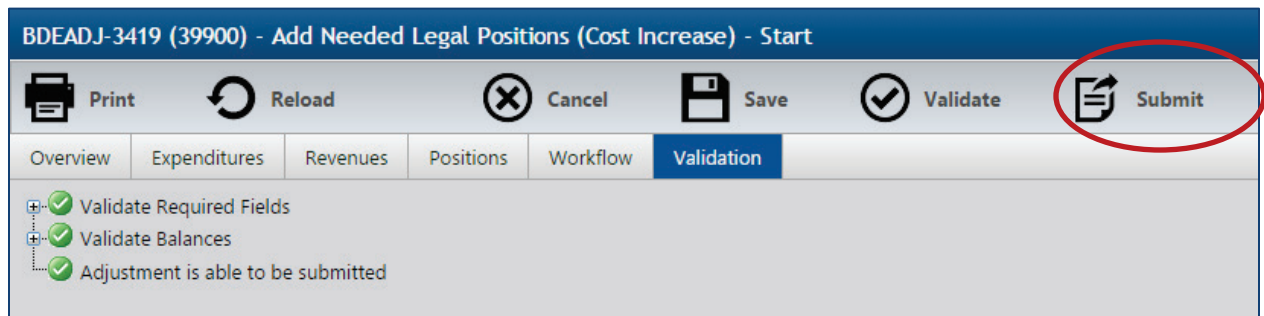 BDEADJ-3419 (39900) - Add Needed Legal Positions (Cost Increase) - Start
Print Reload Cancel Save Validate Submit
Overview Expenditures Revenues Positions Workflow Validation
Validate Required Fields
Validate Balances
Adjustment is able to be submitted